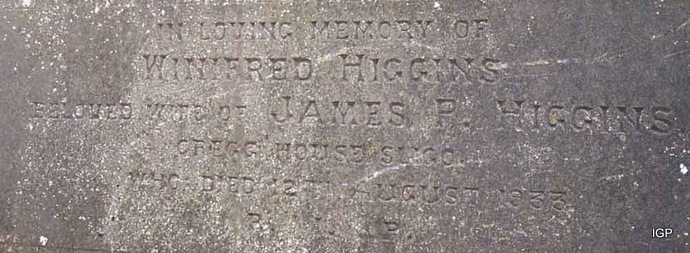 IN LOVING MEMORY OF
WINIFRED HIGGINS
BELOVED WIFE OF JAMES P. HIGGINS
CREGG HOUSE SLIGO.
WHO DIED 12TH AUGUST 1933
R. I. P.
IGP